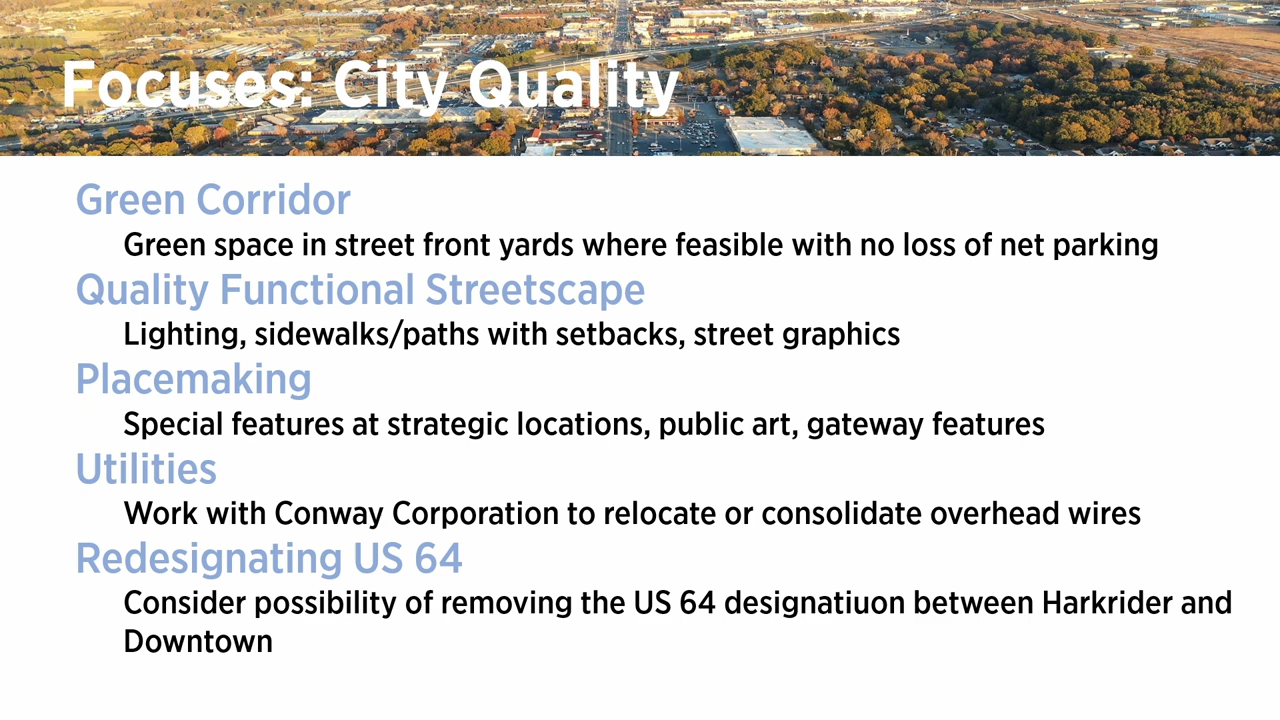 Focuses: City Quality
Green Corridor
Green space in street front yards where feasible with no loss of net parking
Quality Functional Streetscape
Lighting, sidewalks/paths with setbacks, street graphics
Placemaking
Special features at strategic locations, public art, gateway features
Utilities
Work with Conway Corporation to relocate or consolidate overhead wires
Redesignating US 64
Consider possibility of removing the US 64 designatiuon between Harkrider and
Downtown